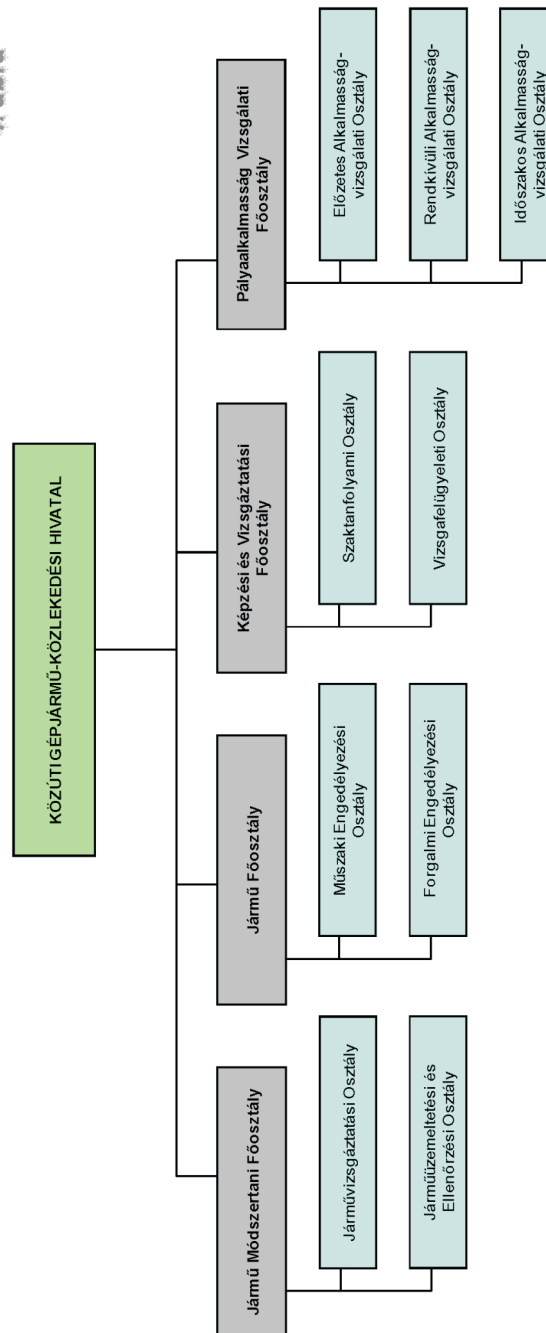 KÖZÚTI GÉPJÁRMŰ-KÖZLEKEDÉSI HIVATAL
Jármű Módszertani Főosztály
Járművizsgáztatási Osztály
Járműüzemeltetési és
Ellenőrzési Osztály
Jármű Főosztály
Műszaki Engedélyezési
Osztály
Forgalmi Engedélyezési
Osztály
Képzési és Vizsgáztatási
Főosztály
Szaktanfolyami Osztály
Vizsgafelügyeleti Osztály
Pályaalkalmasság Vizsgálati
Főosztály
Előzetes Alkalmasság-
vizsgálati Osztály
Rendkívüli Alkalmasság-
vizsgálati Osztály
Időszakos Alkalmasság-
vizsgálati Osztály